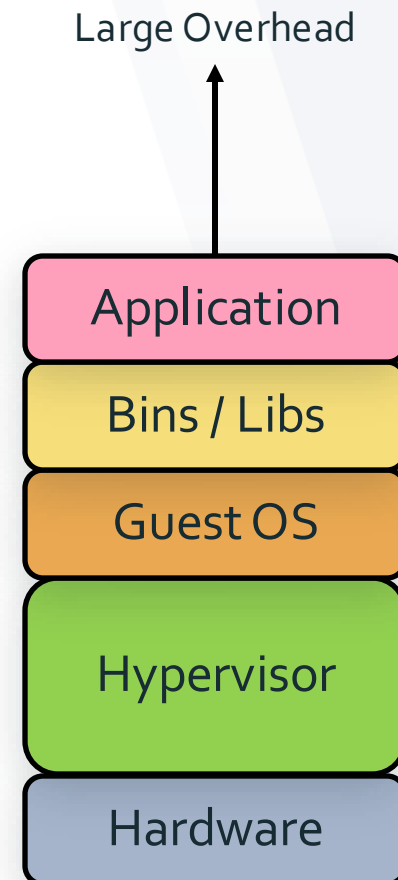 Large Overhead
Application
Bins / Libs
Guest OS
Hypervisor
Hardware